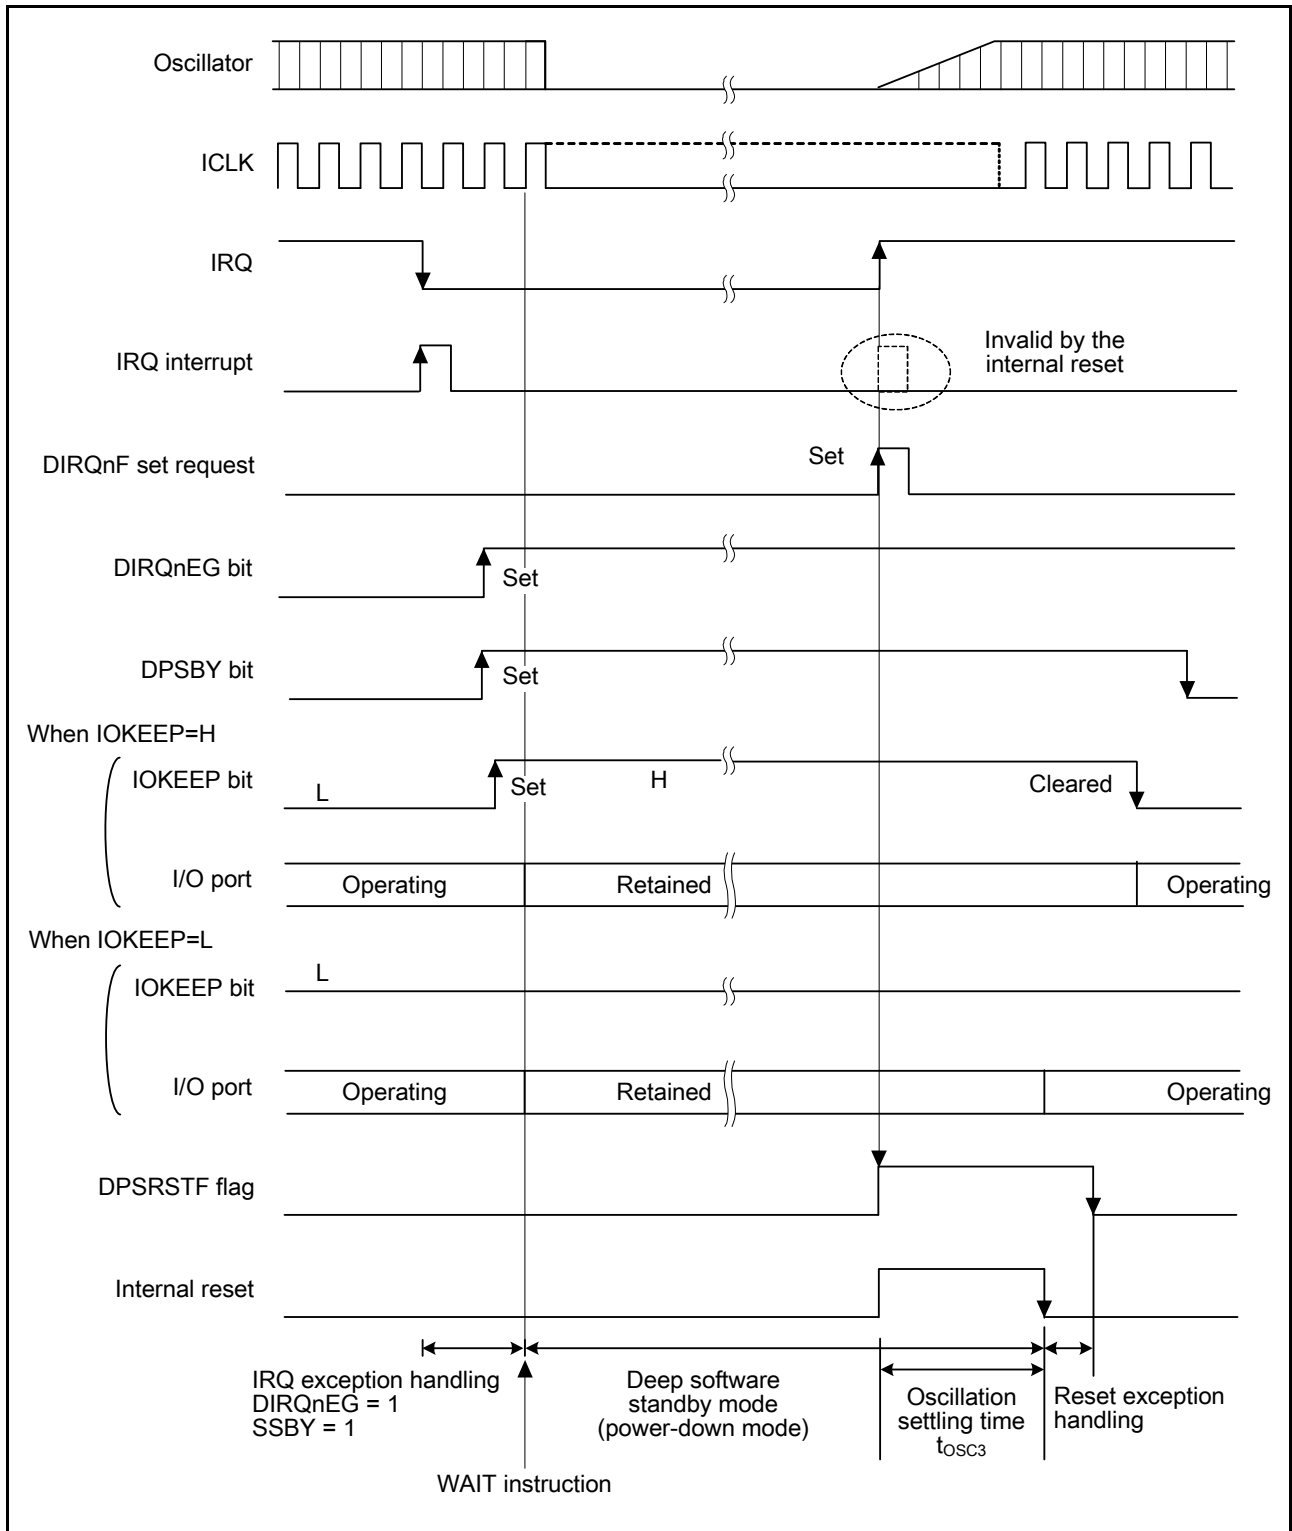 Oscillator
ICLK
IRQ
IRQ interrupt
Invalid by the
internal reset
DIRQnF set request
Set
DIRQnEG bit
Set
DPSBY bit
Set
When IOKEEP=H
IOKEEP bit
L
Set
H
Cleared
I/O port
Operating
Retained
Operating
When IOKEEP=L
IOKEEP bit
L
I/O port
Operating
Retained
Operating
DPSRSTF flag
Internal reset
IRQ exception handling
DIRQnEG = 1
SSBY = 1
Deep software
standby mode
(power-down mode)
Oscillation
settling time
tOSC3
Reset exception
handling
WAIT instruction